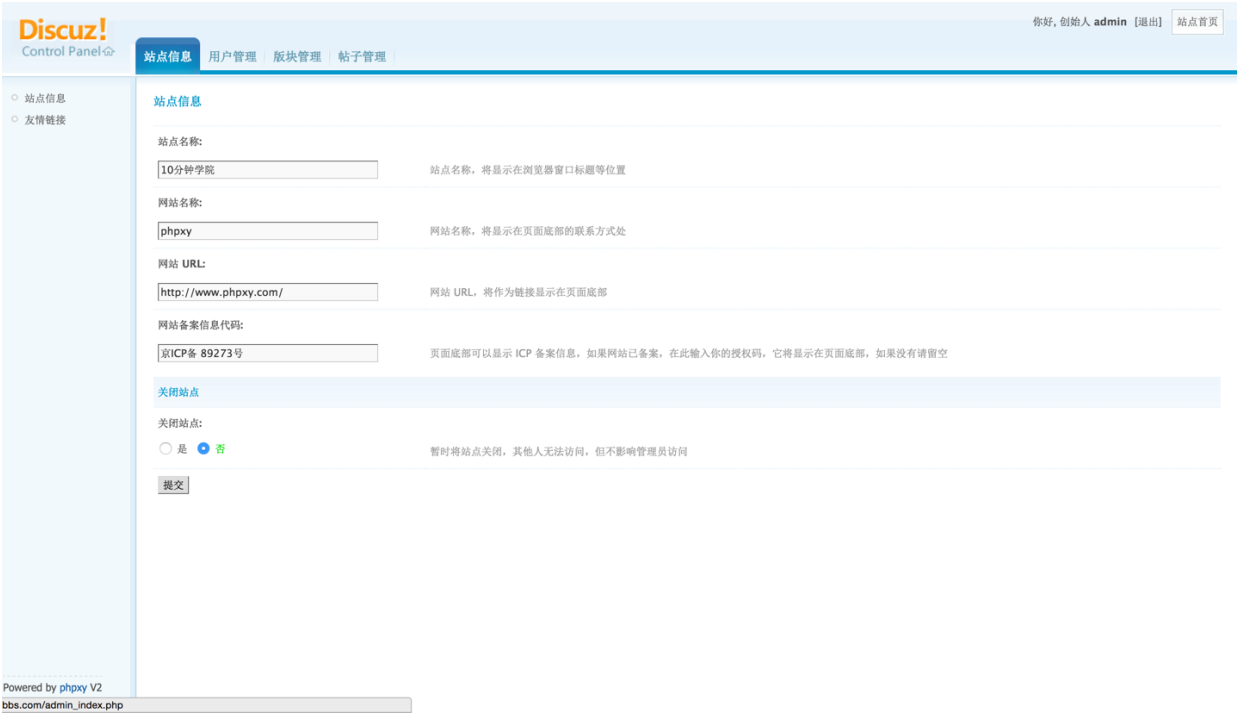 Discuz!
Control Panel
你好, 创始人 admin [退出] 站点首页
站点信息 用户管理 版块管理 帖子管理
站点信息
友情链接
站点信息
站点名称:
10分钟学院 站点名称，将显示在浏览器窗口标题等位置
网站名称:
phpxy 网站名称，将显示在页面底部的联系方式处
网站 URL:
http://www.phpxy.com/ 网站 URL，将作为链接显示在页面底部
网站备案信息代码:
京ICP备 89273号 页面底部可以显示 ICP 备案信息，如果网站已备案，在此输入你的授权码，它将显示在页面底部，如果没有请留空
关闭站点
关闭站点:
是 否 暂时将站点关闭，其他人无法访问，但不影响管理员访问
提交
Powered by phpxy V2
bbs.com/admin_index.php